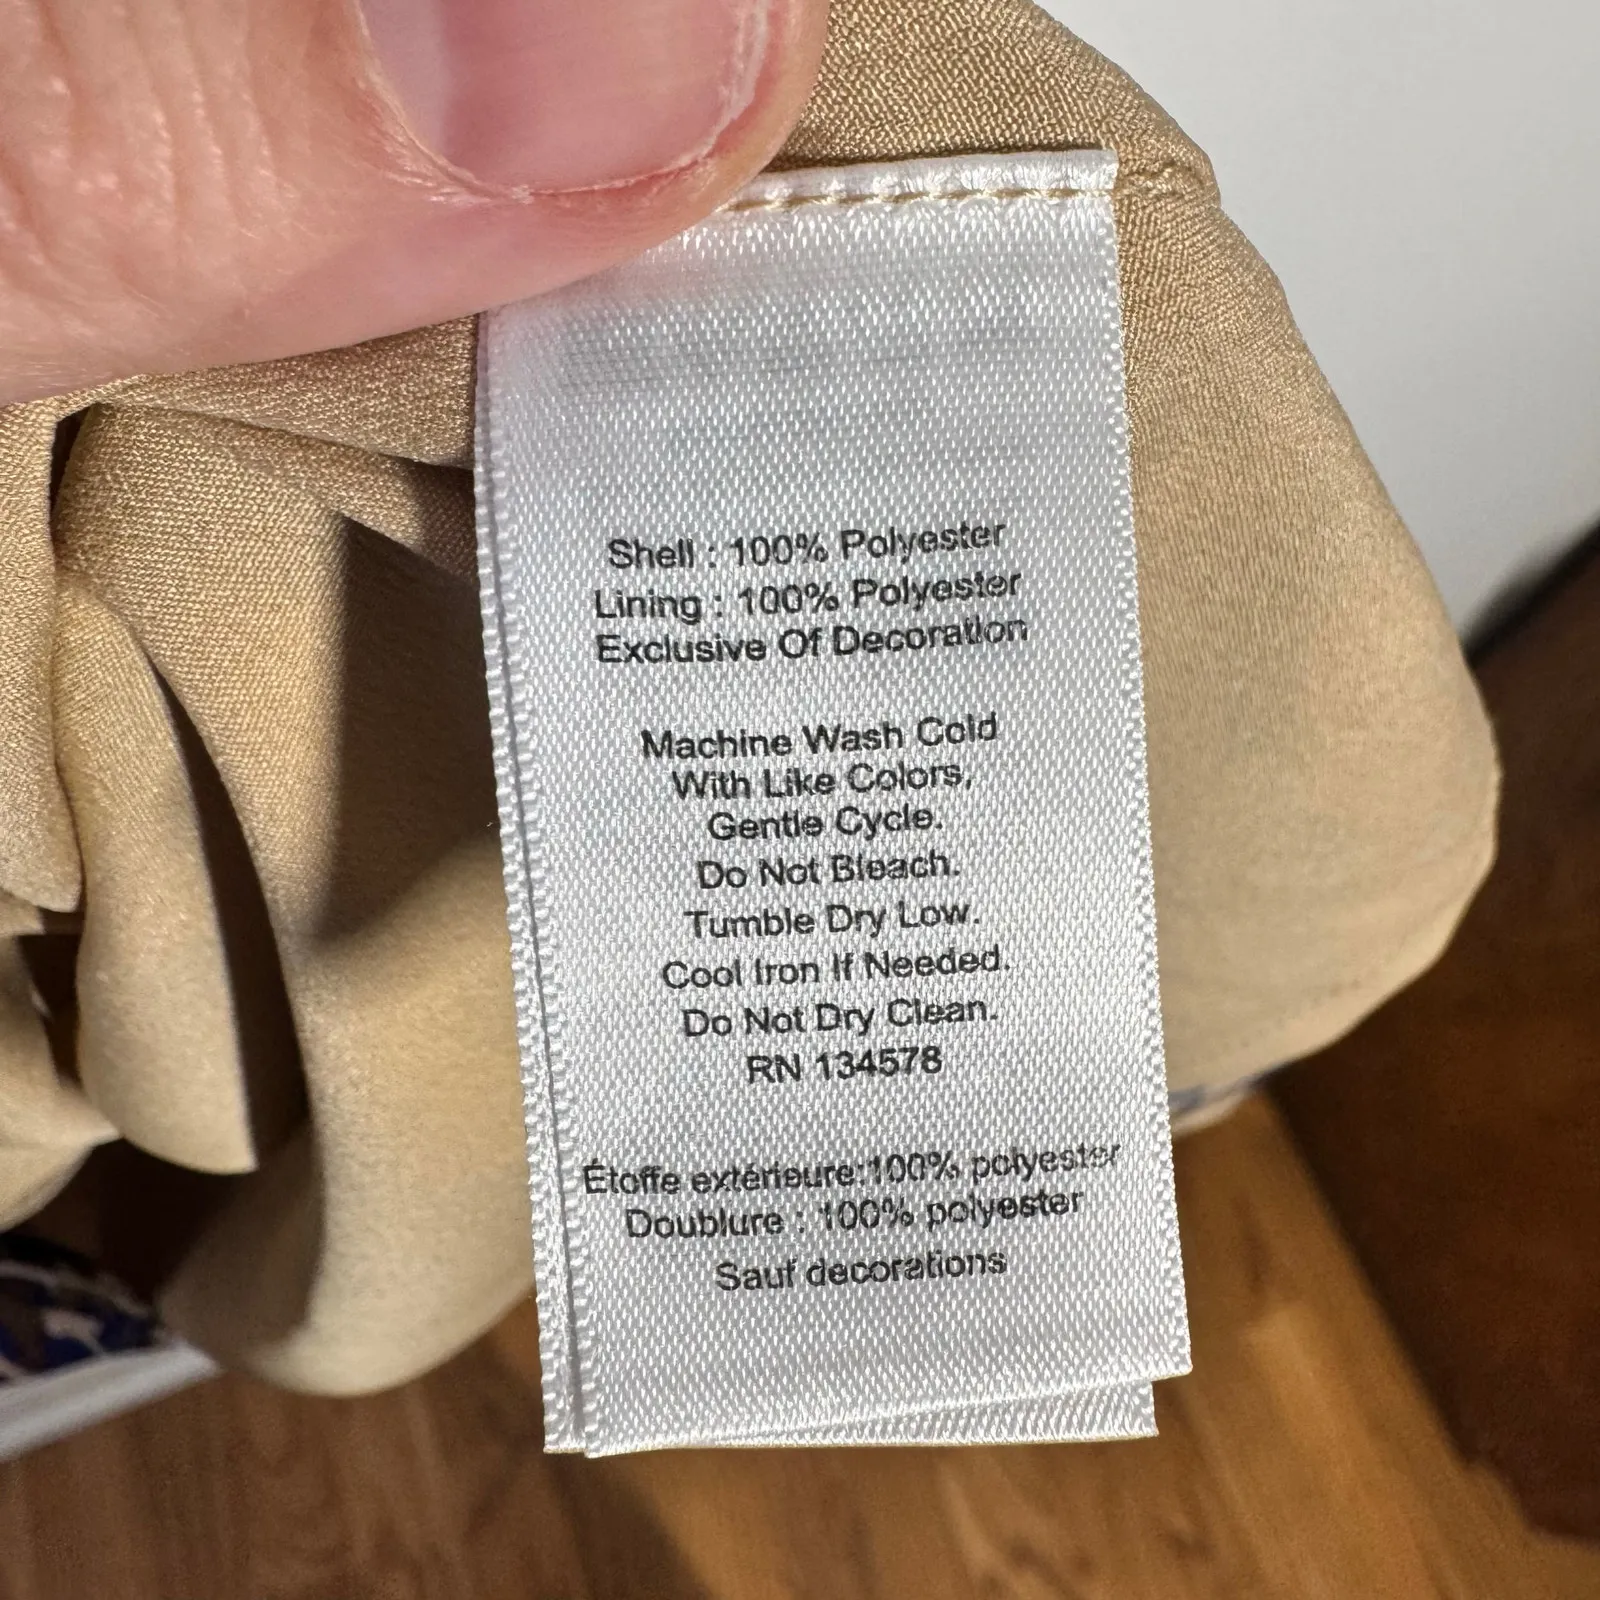 Shell : 100% Polyester
Lining : 100% Polyester
Exclusive Of Decoration
Machine Wash Cold
With Like Colors,
Gentle Cycle.
Do Not Bleach.
Tumble Dry Low.
Cool Iron If Needed.
Do Not Dry Clean.
RN 134578
Étoffe extérieure:100% polyester
Doublure : 100% polyester
Sauf decorations